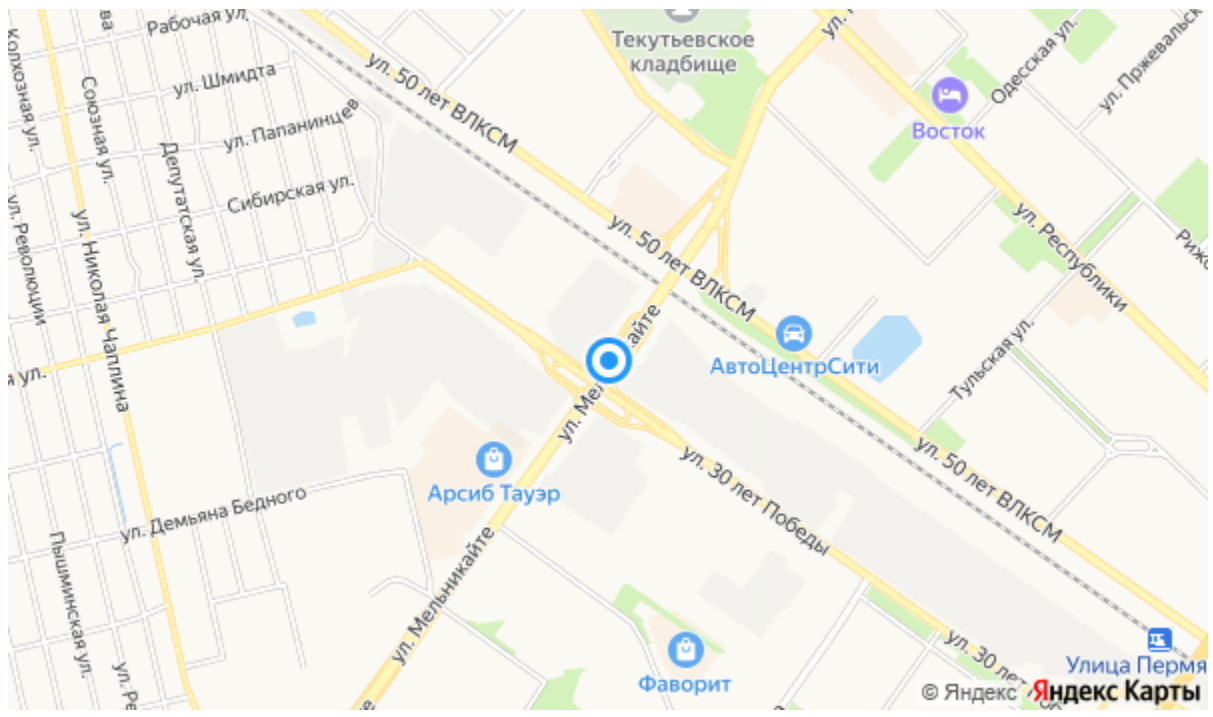 Рабочая ул.
ул. Шмидта
ул. Папанинцев
Сибирская ул.
Колхозная ул.
Союзная ул.
Депутатская ул.
ул. Революции
ул. Николая Чаплина
ул. 50 лет ВЛКСМ
Текутьевское
кладбище
Восток
Одесская ул.
ул. Республики
ул. 50 лет ВЛКСМ
АвтоЦентрСити
Тульская ул.
Арсиб Тауэр
ул. 30 лет Победы
ул. 50 лет ВЛКСМ
ул. Демьяна Бедного
Пышминская ул.
ул. Мельникайте
Фаворит
ул. 30 лет
Улица Пермя
© Яндекс Яндекс Карты